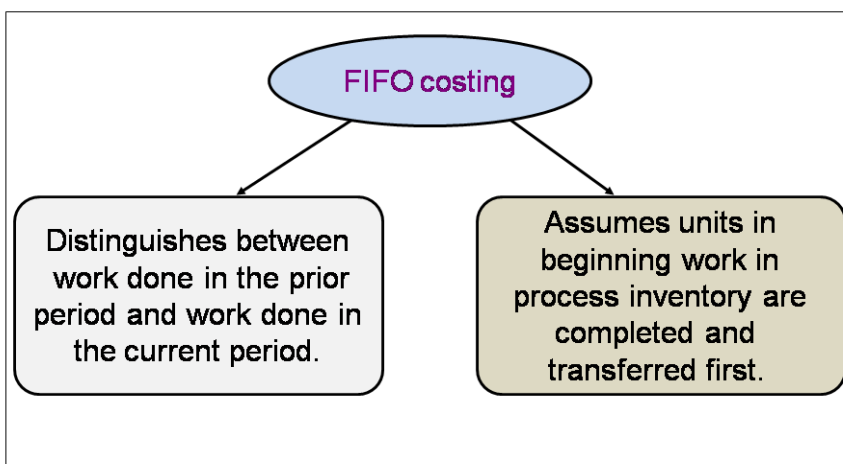 FIFO costing
Distinguishes between
work done in the prior
period and work done in
the current period.
Assumes units in
beginning work in
process inventory are
completed and
transferred first.